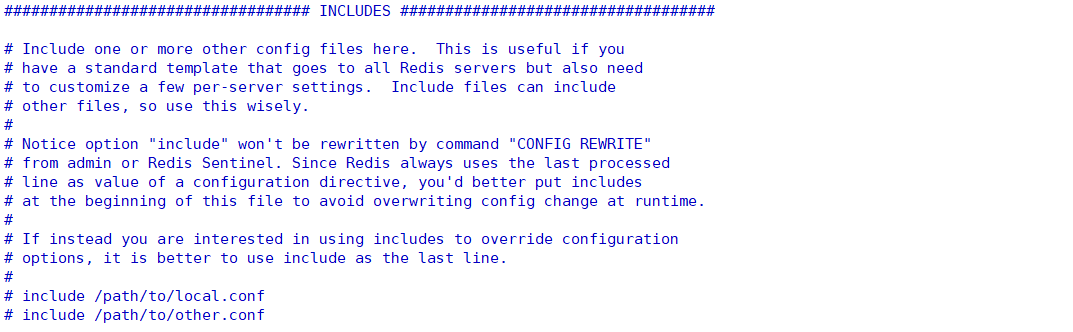 ################################## INCLUDES ###################################

# Include one or more other config files here.  This is useful if you
# have a standard template that goes to all Redis servers but also need
# to customize a few per-server settings.  Include files can include
# other files, so use this wisely.
#
# Notice option "include" won't be rewritten by command "CONFIG REWRITE"
# from admin or Redis Sentinel. Since Redis always uses the last processed
# line as value of a configuration directive, you'd better put includes
# at the beginning of this file to avoid overwriting config change at runtime.
#
# If instead you are interested in using includes to override configuration
# options, it is better to use include as the last line.
#
# include /path/to/local.conf
# include /path/to/other.conf